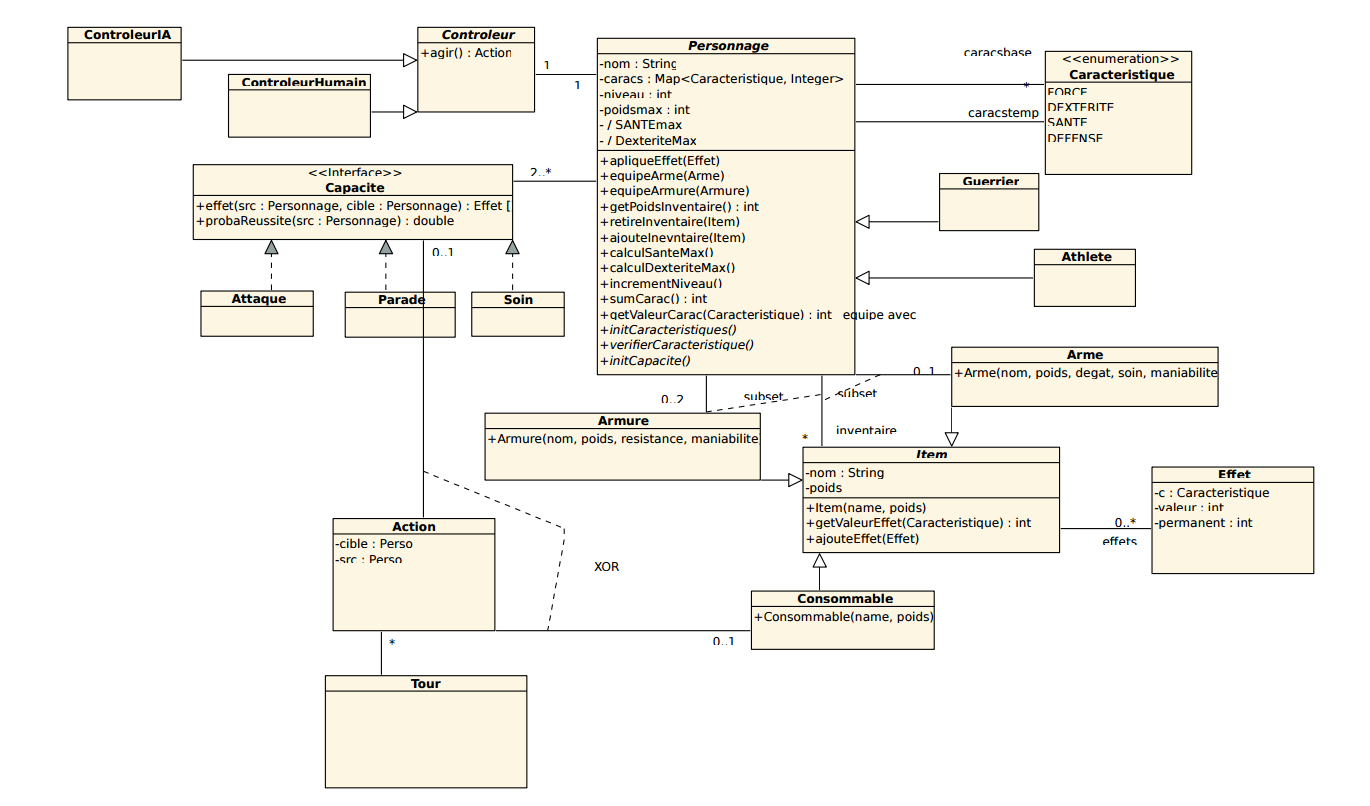 ControleurIA
Controleur
+agir() : Action
ControleurHumain
1
1
Personnage
-nom : String
-caracs : Map<Caracteristique, Integer>
-niveau : int
-poidsmax : int
- / SANTEmax
- / DexteriteMax
+apliqueEffet(Effet)
+equipeArme(Arme)
+equipeArmure(Armure)
+getPoidsInventaire() : int
+retireInventaire(Item)
+ajouteInevntaire(Item)
+calculSanteMax()
+calculDexteriteMax()
+incrementNiveau()
+sumCarac() : int
+getValeurCarac(Caracteristique) : int
+initCaracteristiques()
+verifierCaracteristique()
+initCapacite()
caracsbase
*
caracstemp
<<enumeration>>
Caracteristique
FORCE
DEXTERITE
SANTE
DEFENSE
<<Interface>>
Capacite
+effet(src : Personnage, cible : Personnage) : Effet [
+probaReussite(src : Personnage) : double
2..*
0..1
Guerrier
Athlete
Attaque
Parade
Soin
equipe avec
0..1
Arme
+Arme(nom, poids, degat, soin, maniabilite
0..2
subset
subset
Armure
+Armure(nom, poids, resistance, maniabilite
*
inventaire
Item
-nom : String
-poids
+Item(name, poids)
+getValeurEffet(Caracteristique) : int
+ajouteEffet(Effet)
0..*
effets
Effet
-c : Caracteristique
-valeur : int
-permanent : int
Action
-cible : Perso
-src : Perso
XOR
Consommable
+Consommable(name, poids)
0..1
*
Tour